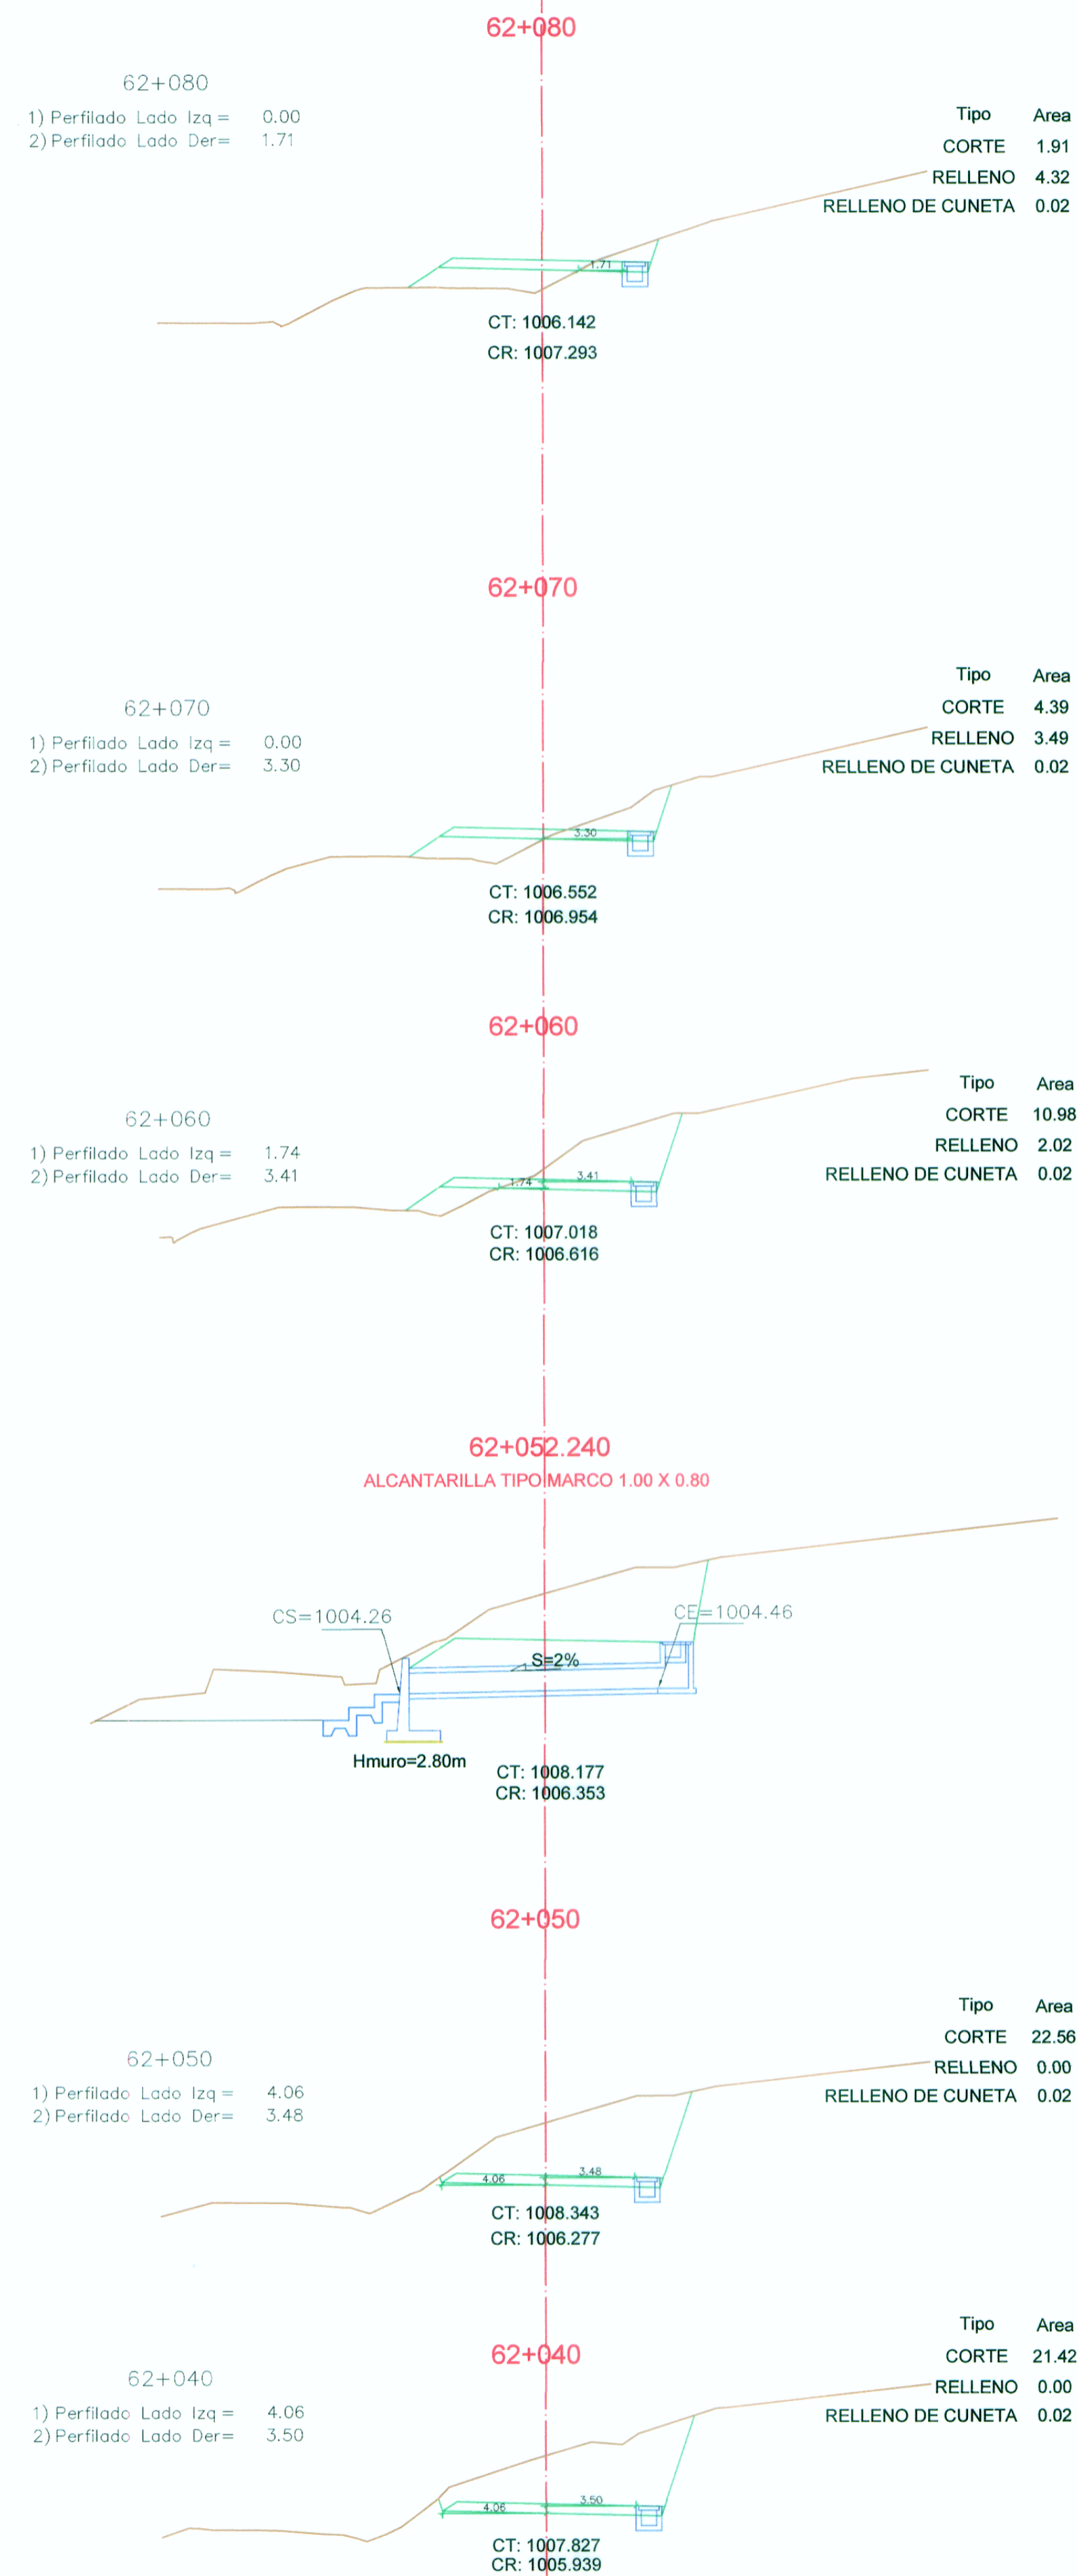 62+080
62+080
1) Perfilado Lado Izq = 0.00
2) Perfilado Lado Der= 1.71
Tipo Area
CORTE 1.91
RELLENO 4.32
RELLENO DE CUNETA 0.02
1.71
CT: 1006.142
CR: 1007.293
62+070
62+070
1) Perfilado Lado Izq = 0.00
2) Perfilado Lado Der= 3.30
Tipo Area
CORTE 4.39
RELLENO 3.49
RELLENO DE CUNETA 0.02
3.30
CT: 1006.552
CR: 1006.954
62+060
62+060
1) Perfilado Lado Izq = 1.74
2) Perfilado Lado Der= 3.41
Tipo Area
CORTE 10.98
RELLENO 2.02
RELLENO DE CUNETA 0.02
1.74 3.41
CT: 1007.018
CR: 1006.616
62+052.240
ALCANTARILLA TIPO MARCO 1.00 X 0.80
CS=1004.26
CE=1004.46
S=2%
Hmuro=2.80m
CT: 1008.177
CR: 1006.353
62+050
62+050
1) Perfilado Lado Izq = 4.06
2) Perfilado Lado Der= 3.48
Tipo Area
CORTE 22.56
RELLENO 0.00
RELLENO DE CUNETA 0.02
4.06 3.48
CT: 1008.343
CR: 1006.277
62+040
62+040
1) Perfilado Lado Izq = 4.06
2) Perfilado Lado Der= 3.50
Tipo Area
CORTE 21.42
RELLENO 0.00
RELLENO DE CUNETA 0.02
4.06 3.50
CT: 1007.827
CR: 1005.939